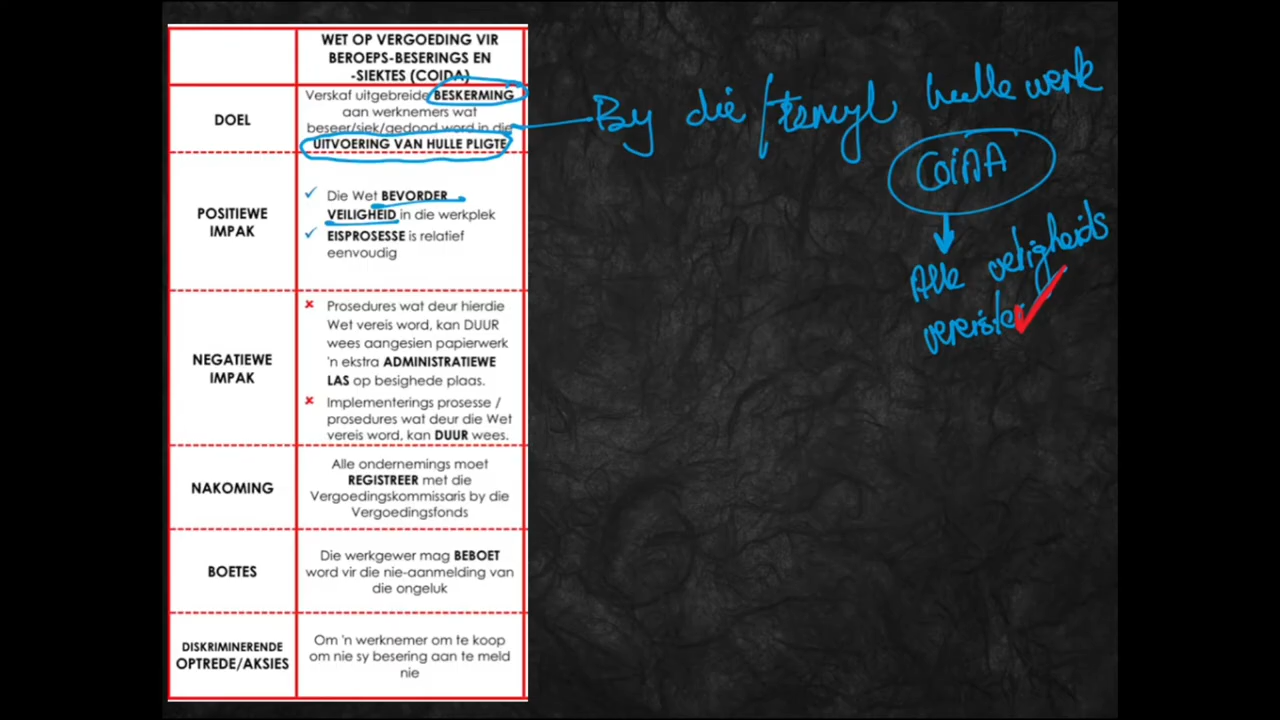 WET OP VERGOEDING VIR
BEROEPS-BESERINGS EN
-SIEKTES (COIDA)
DOEL
Verskaf uitgebreide BESKERMING
aan werknemers wat
beseer/siek/gedood word in die
UITVOERING VAN HULLE PLIGTE
POSITIEWE
IMPAK
✓ Die Wet BEVORDER
VEILIGHEID in die werkplek
✓ EISPROSESSE is relatief
eenvoudig
NEGATIEWE
IMPAK
✗ Prosedures wat deur hierdie
Wet vereis word, kan DUUR
wees aangesien papierwerk
'n ekstra ADMINISTRATIEWE
LAS op besighede plaas.
✗ Implementerings prosesse /
prosedures wat deur die Wet
vereis word, kan DUUR wees.
NAKOMING
Alle ondernemings moet
REGISTREER met die
Vergoedingskommissaris by die
Vergoedingsfonds
BOETES
Die werkgewer mag BEBOET
word vir die nie-aanmelding van
die ongeluk
DISKRIMINERENDE
OPTREDE/AKSIES
Om 'n werknemer om te koop
om nie sy besering aan te meld
nie
By die / terwyl hulle werk
COIDA
Alle veiligheids
vereistes